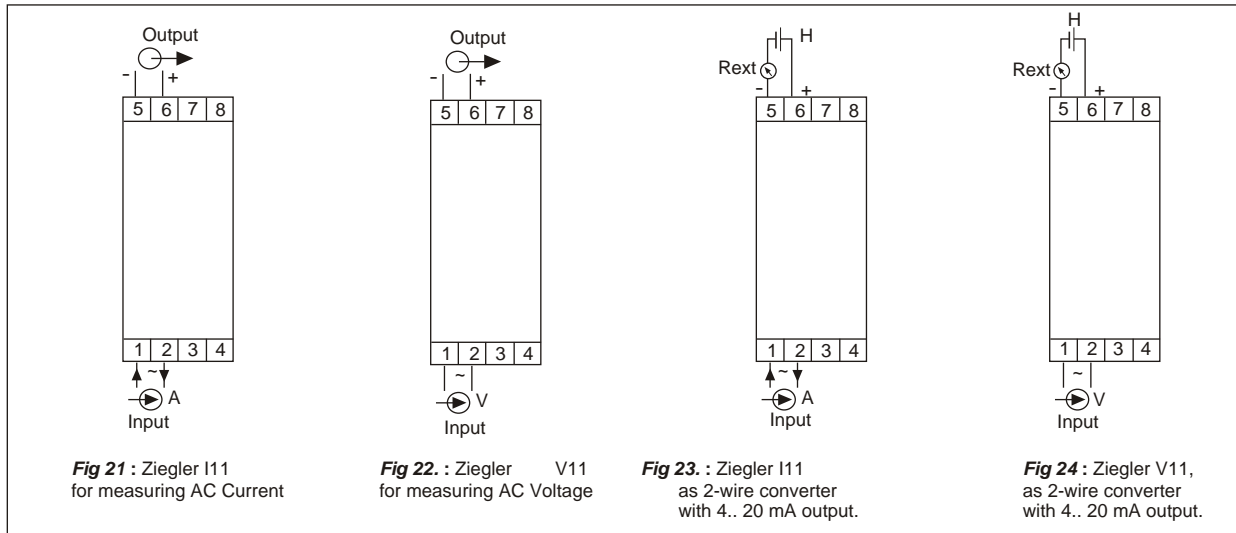 Output
- +
5 6 7 8
1 2 3 4
~
A
Input
Fig 21 : Ziegler I11
for measuring AC Current
Output
- +
5 6 7 8
1 2 3 4
~
V
Input
Fig 22. : Ziegler V11
for measuring AC Voltage
H
Rext
- +
5 6 7 8
1 2 3 4
~
A
Input
Fig 23. : Ziegler I11
as 2-wire converter
with 4.. 20 mA output.
H
Rext
- +
5 6 7 8
1 2 3 4
~
V
Input
Fig 24 : Ziegler V11,
as 2-wire converter
with 4.. 20 mA output.